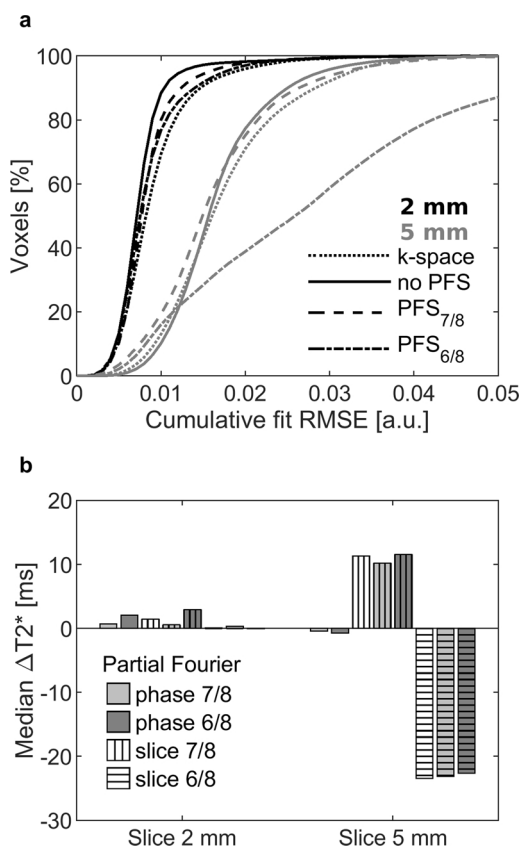 a
100
80
60
40
20
0
Voxels [%]
2 mm
5 mm
k-space
no PFS
PFS7/8
PFS6/8
0 0.01 0.02 0.03 0.04 0.05
Cumulative fit RMSE [a.u.]
b
20
10
0
-10
-20
-30
Median ΔT2* [ms]
Partial Fourier
phase 7/8
phase 6/8
slice 7/8
slice 6/8
Slice 2 mm Slice 5 mm